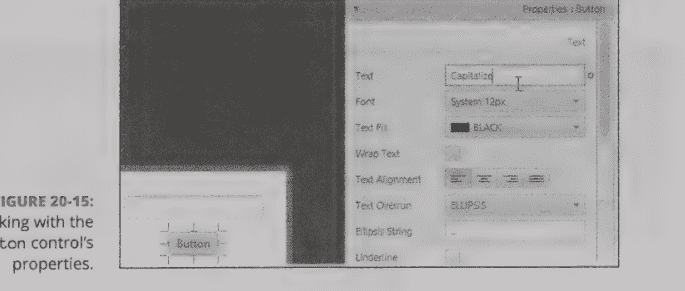 Properties : Button
Text
Text Capitalize
Font System 12px
Text Fill BLACK
Wrap Text
Text Alignment
Text Overrun ELLIPSIS
Ellipsis String ...
Underline
Button
IGURE 20-15:
king with the
ton control's
properties.